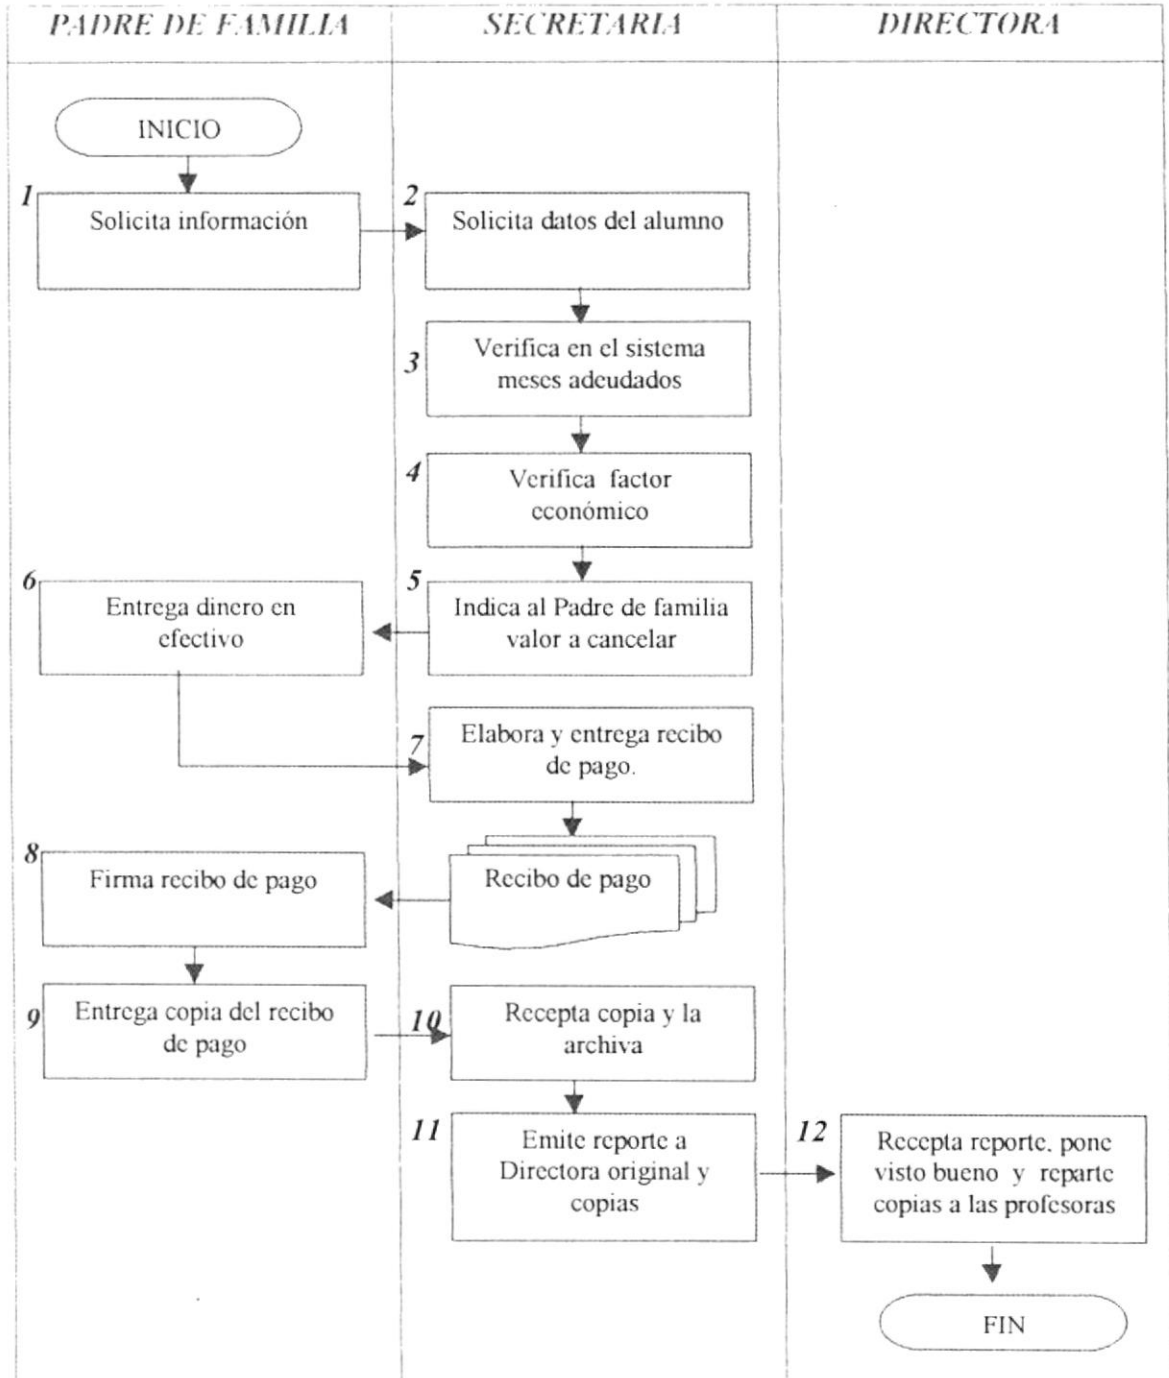 PADRE DE FAMILIA
SECRETARIA
DIRECTORA
INICIO
1
Solicita información
2
Solicita datos del alumno
3
Verifica en el sistema
meses adeudados
4
Verifica factor
económico
5
Indica al Padre de familia
valor a cancelar
6
Entrega dinero en
efectivo
7
Elabora y entrega recibo
de pago.
Recibo de pago
8
Firma recibo de pago
9
Entrega copia del recibo
de pago
10
Recepta copia y la
archiva
11
Emite reporte a
Directora original y
copias
12
Recepta reporte, pone
visto bueno y reparte
copias a las profesoras
FIN